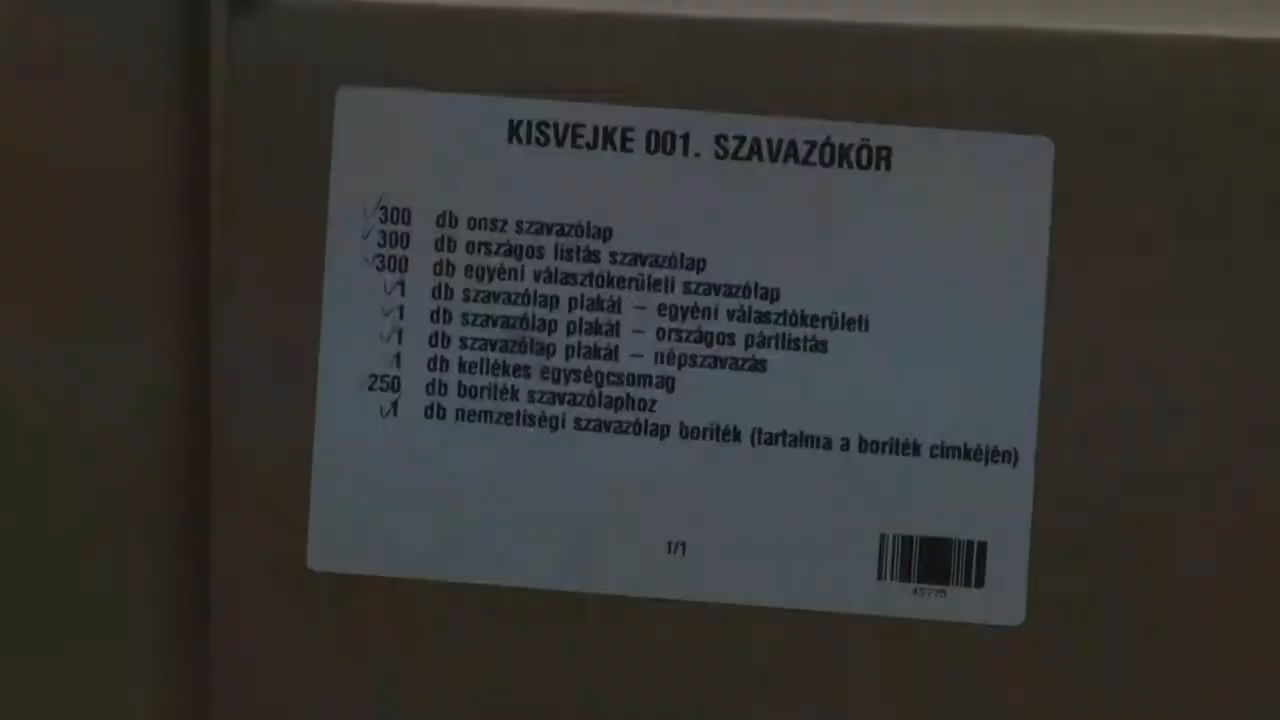 KISVEJKE 001. SZAVAZÓKÖR
300 db onsz szavazólap
300 db országos listás szavazólap
300 db egyéni választókerületi szavazólap
1 db szavazólap plakát – egyéni választókerületi
1 db szavazólap plakát – országos pártlistás
1 db szavazólap plakát – népszavazás
1 db kellékes egységcsomag
250 db boríték szavazólaphoz
1 db nemzetiségi szavazólap boríték (tartalma a boríték címkéjén)
1/1